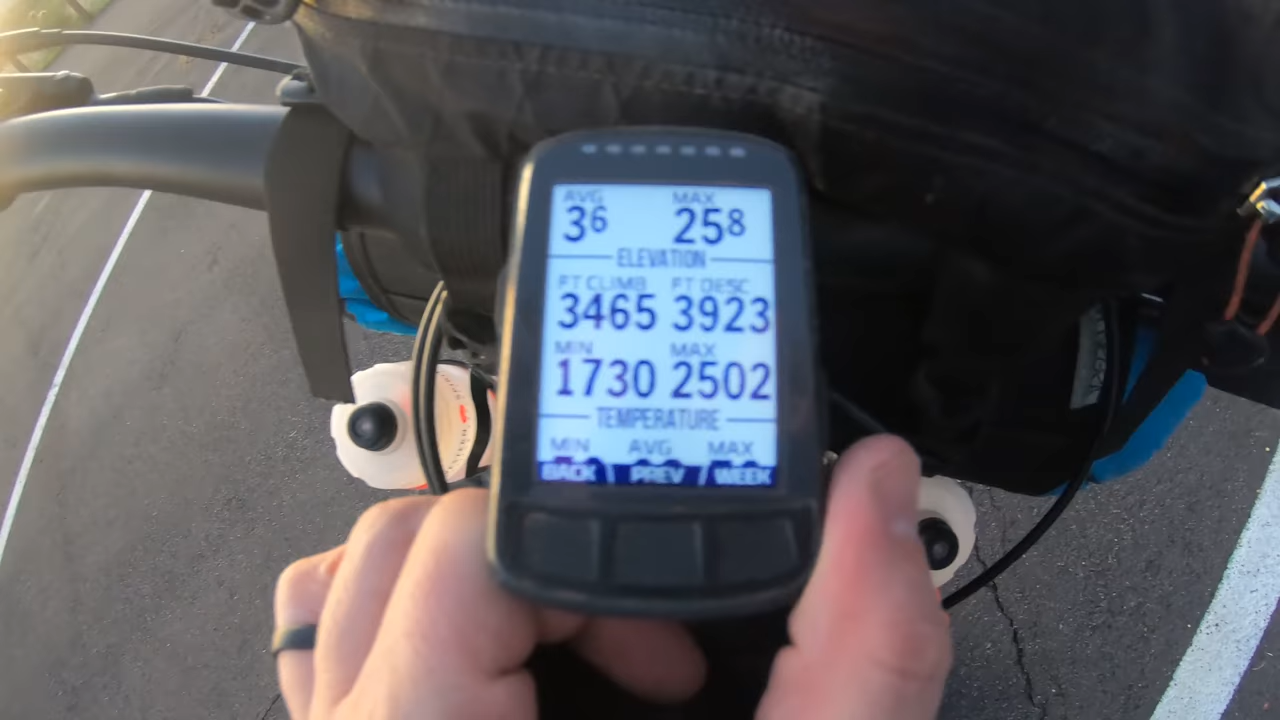 AVG MAX
36 258
ELEVATION
FT CLIMB FT DESC
3465 3923
MIN MAX
1730 2502
TEMPERATURE
MIN AVG MAX
BACK PREV WEEK